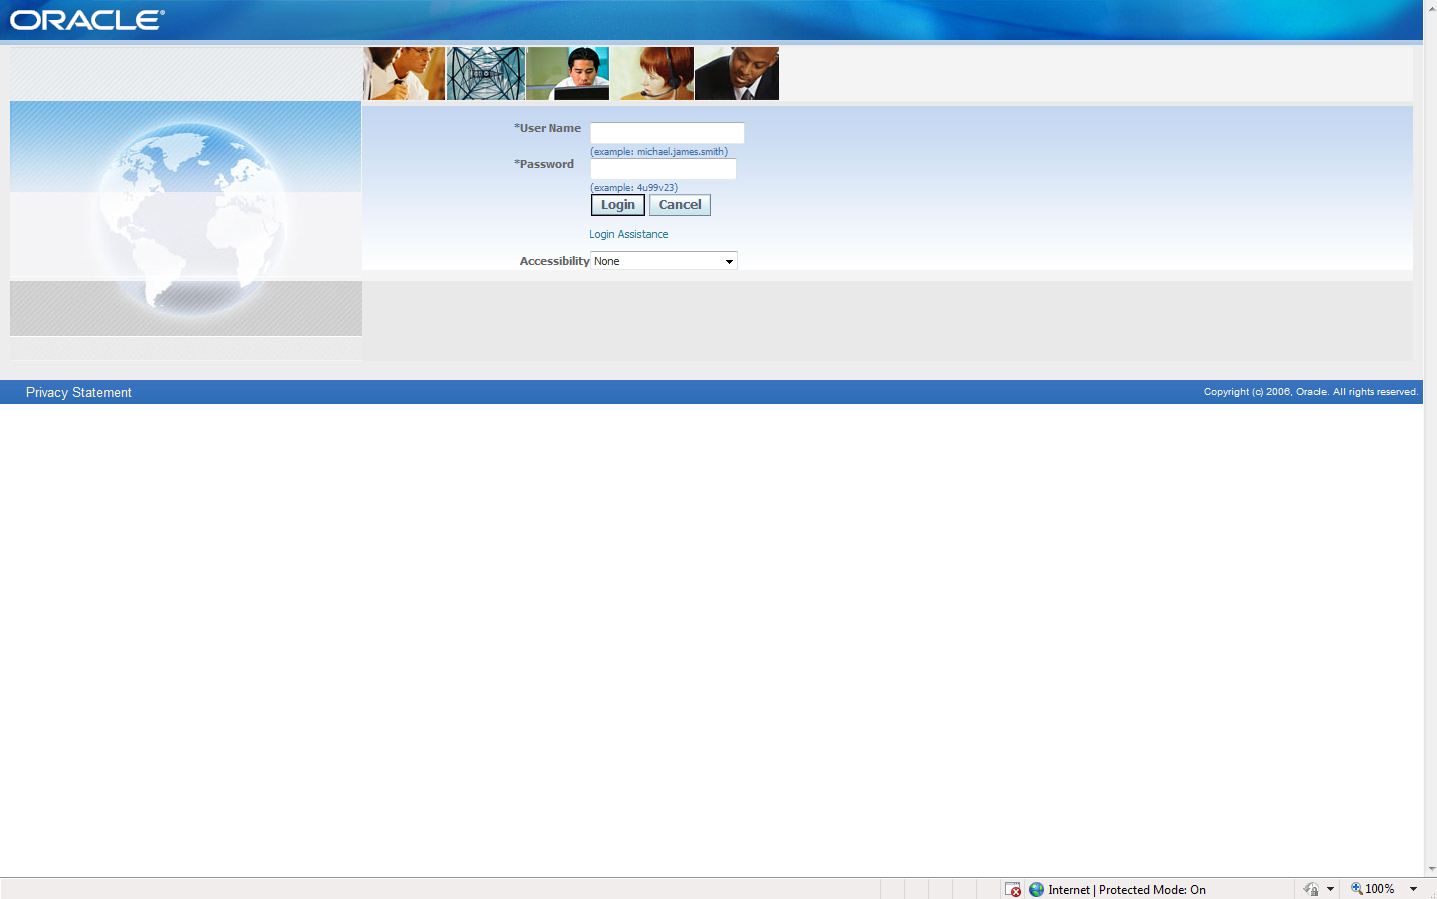 ORACLE®
*User Name
(example: michael.james.smith)
*Password
(example: 4u99v23)
Login Cancel
Login Assistance
Accessibility None
Privacy Statement Copyright (c) 2006, Oracle. All rights reserved.
Internet | Protected Mode: On 100%